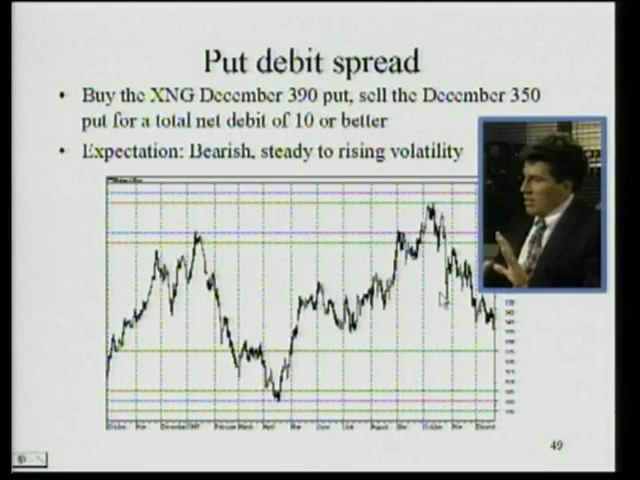 Put debit spread
• Buy the XNG December 390 put, sell the December 350
put for a total net debit of 10 or better
• Expectation: Bearish, steady to rising volatility
49